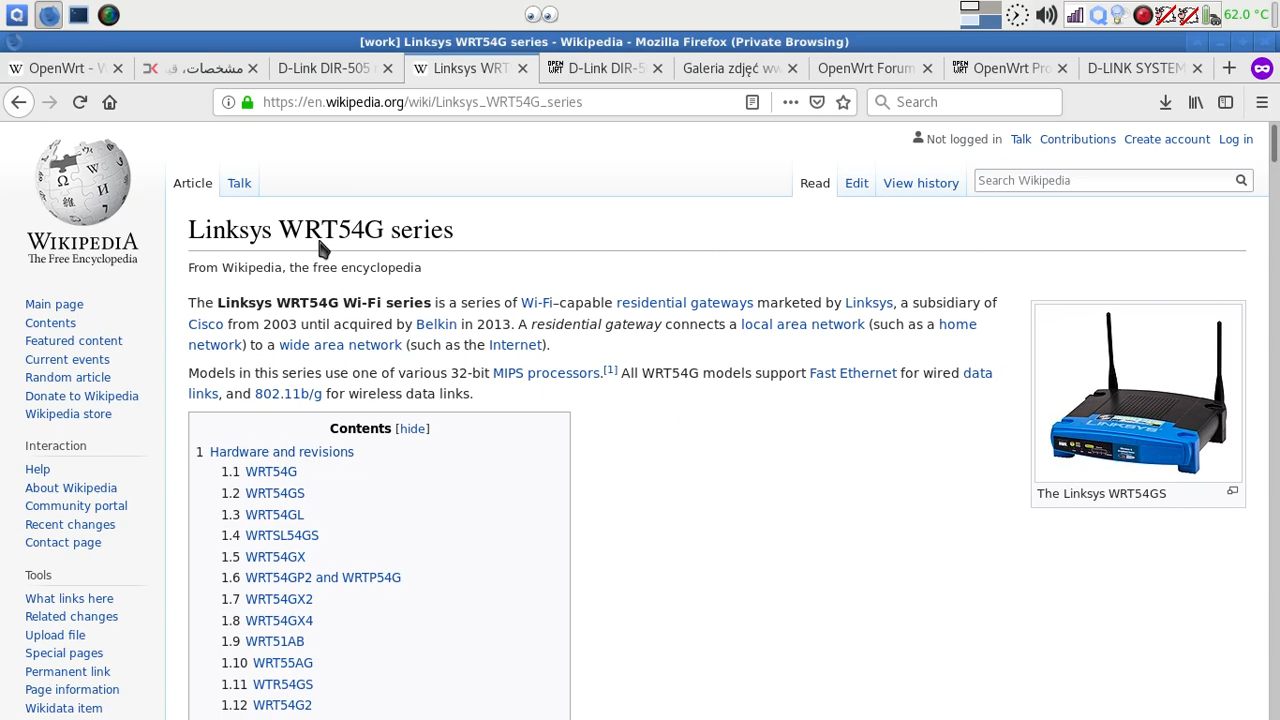 62.0 °C
[work] Linksys WRT54G series - Wikipedia - Mozilla Firefox (Private Browsing)
OpenWrt - W
مشخصات، قی
D-Link DIR-505
Linksys WRT
D-Link DIR-5
Galeria zdjęć ww
OpenWrt Forum
OpenWrt Pro
D-LINK SYSTEM
https://en.wikipedia.org/wiki/Linksys_WRT54G_series
Search
Not logged in Talk Contributions Create account Log in
Article Talk Read Edit View history Search Wikipedia
WIKIPEDIA
The Free Encyclopedia
Main page
Contents
Featured content
Current events
Random article
Donate to Wikipedia
Wikipedia store
Interaction
Help
About Wikipedia
Community portal
Recent changes
Contact page
Tools
What links here
Related changes
Upload file
Special pages
Permanent link
Page information
Wikidata item
Linksys WRT54G series
From Wikipedia, the free encyclopedia
The Linksys WRT54G Wi-Fi series is a series of Wi-Fi–capable residential gateways marketed by Linksys, a subsidiary of
Cisco from 2003 until acquired by Belkin in 2013. A residential gateway connects a local area network (such as a home
network) to a wide area network (such as the Internet).
Models in this series use one of various 32-bit MIPS processors.[1] All WRT54G models support Fast Ethernet for wired data
links, and 802.11b/g for wireless data links.
Contents [hide]
1 Hardware and revisions
1.1 WRT54G
1.2 WRT54GS
1.3 WRT54GL
1.4 WRTSL54GS
1.5 WRT54GX
1.6 WRT54GP2 and WRTP54G
1.7 WRT54GX2
1.8 WRT54GX4
1.9 WRT51AB
1.10 WRT55AG
1.11 WTR54GS
1.12 WRT54G2
LINKSYS
The Linksys WRT54GS